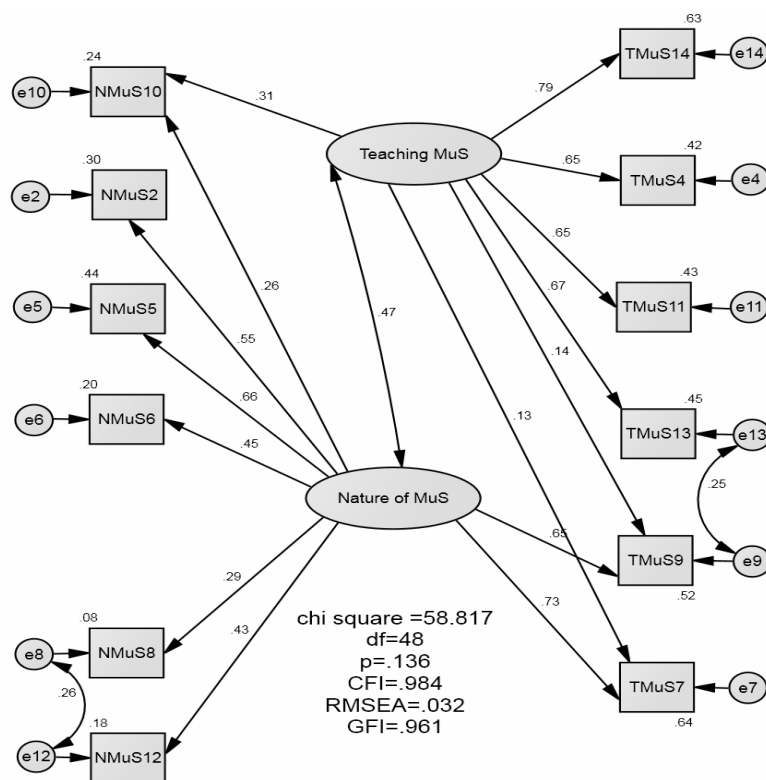 .63
.24
TMuS14
e14
e10
NMuS10
.31
.79
Teaching MuS
.42
.30
.65
TMuS4
e4
e2
NMuS2
.65
.43
.44
.26
.67
TMuS11
e11
e5
NMuS5
.47
.55
.14
.20
.66
.13
.45
e6
NMuS6
.45
TMuS13
e13
.25
Nature of MuS
.65
TMuS9
e9
.29
.52
.08
.73
chi square =58.817
df=48
p=.136
CFI=.984
RMSEA=.032
GFI=.961
.43
e8
NMuS8
TMuS7
e7
.26
.64
.18
e12
NMuS12